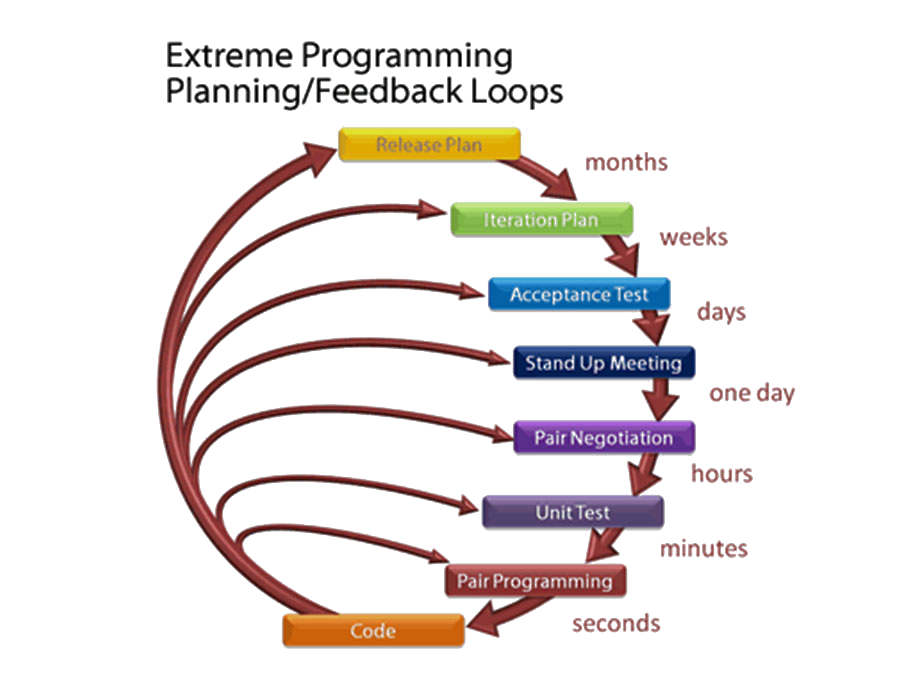 Extreme Programming
Planning/Feedback Loops
Release Plan
months
Iteration Plan
weeks
Acceptance Test
days
Stand Up Meeting
one day
Pair Negotiation
hours
Unit Test
minutes
Pair Programming
seconds
Code